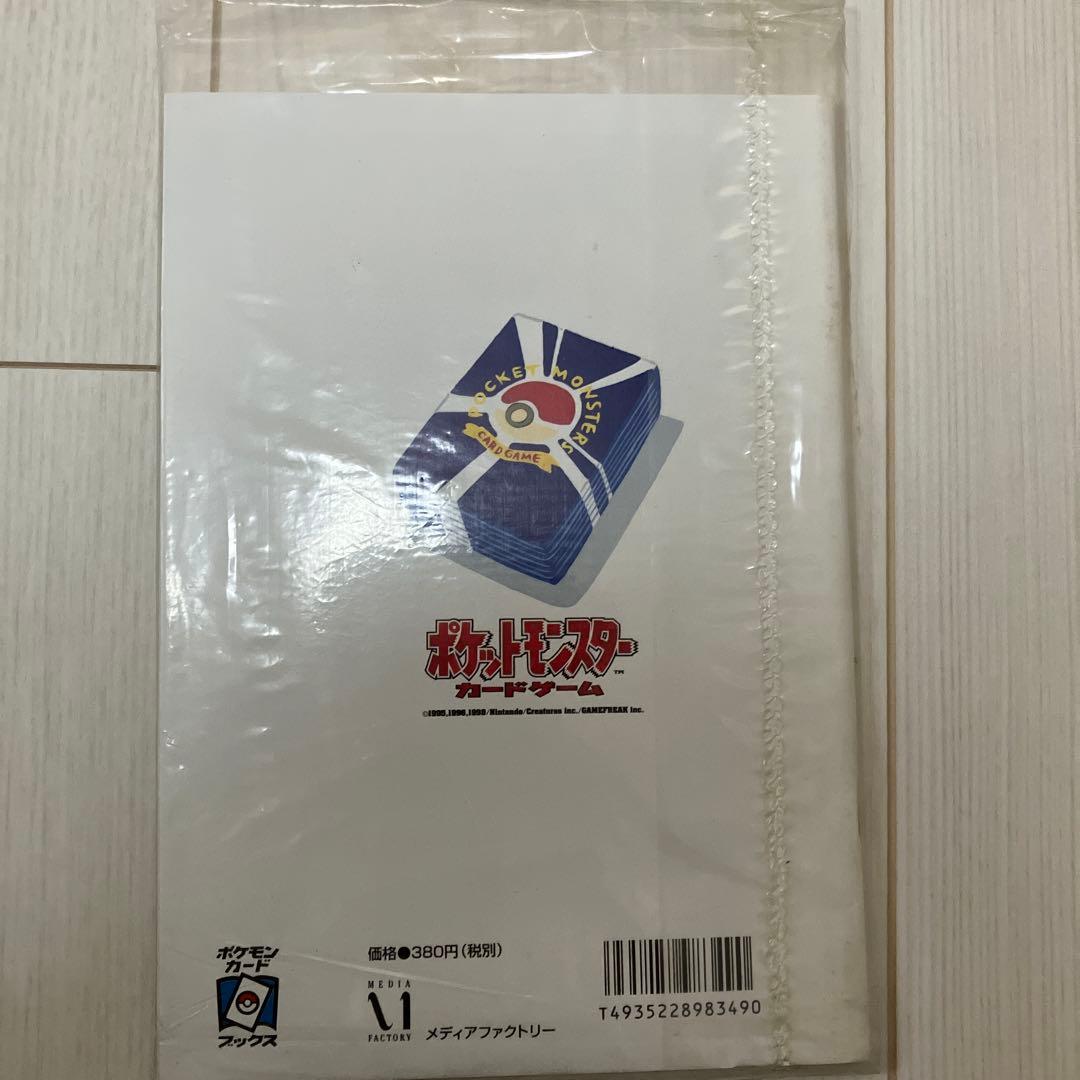 POCKET MONSTERS
CARD GAME
ポケットモンスター™
カードゲーム
©1995,1996,1998/Nintendo/Creatures inc./GAMEFREAK inc.
ポケモン
カード
ブックス
価格●380円(税別)
MEDIA
FACTORY
メディアファクトリー
T4935228983490